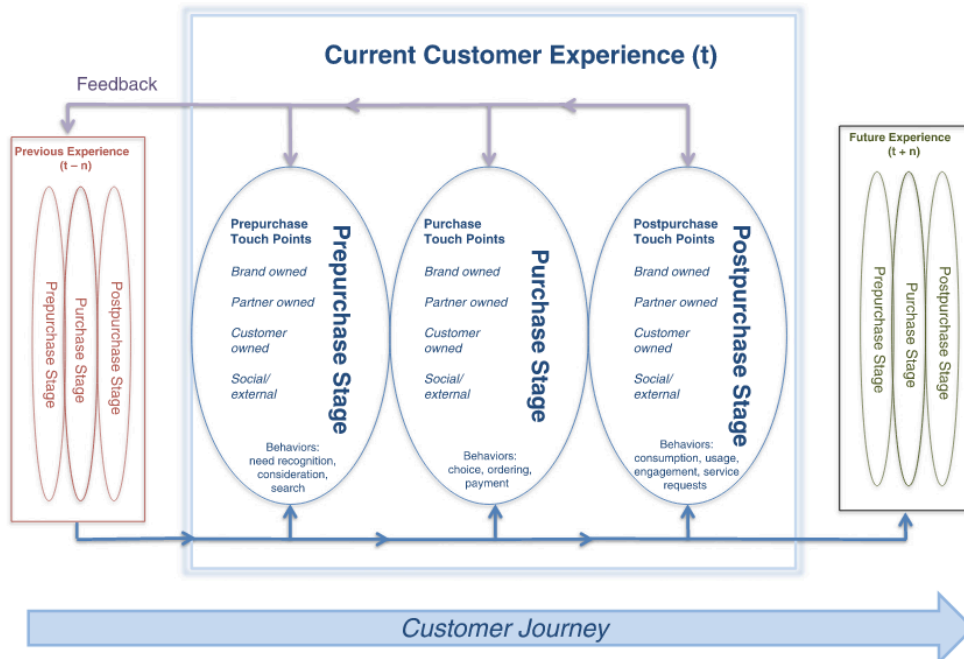 Current Customer Experience (t)
Feedback
Previous Experience
(t – n)
Prepurchase Stage
Purchase Stage
Postpurchase Stage
Prepurchase
Touch Points
Brand owned
Partner owned
Customer
owned
Social/
external
Prepurchase Stage
Behaviors:
need recognition,
consideration,
search
Purchase
Touch Points
Brand owned
Partner owned
Customer
owned
Social/
external
Purchase Stage
Behaviors:
choice, ordering,
payment
Postpurchase
Touch Points
Brand owned
Partner owned
Customer
owned
Social/
external
Postpurchase Stage
Behaviors:
consumption, usage,
engagement, service
requests
Future Experience
(t + n)
Prepurchase Stage
Purchase Stage
Postpurchase Stage
Customer Journey